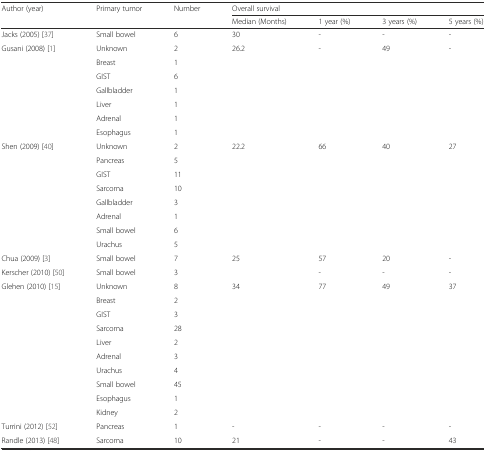 Author (year) Primary tumor Number Overall survival
Median (Months) 1 year (%) 3 years (%) 5 years (%)
Jacks (2005) [37] Small bowel 6 30 - - -
Gusani (2008) [1] Unknown 2 26.2 - 49 -
Breast 1
GIST 6
Gallbladder 1
Liver 1
Adrenal 1
Esophagus 1
Shen (2009) [40] Unknown 2 22.2 66 40 27
Pancreas 5
GIST 11
Sarcoma 10
Gallbladder 3
Adrenal 1
Small bowel 6
Urachus 5
Chua (2009) [3] Small bowel 7 25 57 20 -
Kerscher (2010) [50] Small bowel 3 - - -
Glehen (2010) [15] Unknown 8 34 77 49 37
Breast 2
GIST 3
Sarcoma 28
Liver 2
Adrenal 3
Urachus 4
Small bowel 45
Esophagus 1
Kidney 2
Turrini (2012) [52] Pancreas 1 - - - -
Randle (2013) [48] Sarcoma 10 21 - - 43